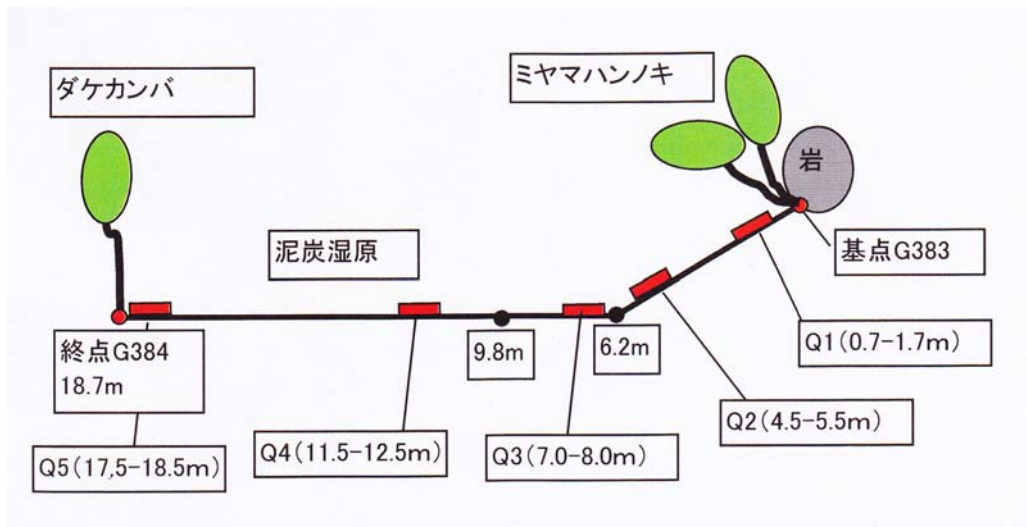 ダケカンバ
ミヤマハンノキ
岩
泥炭湿原
基点G383
終点G384
18.7m
9.8m
6.2m
Q1(0.7-1.7m)
Q2(4.5-5.5m)
Q3(7.0-8.0m)
Q4(11.5-12.5m)
Q5(17,5-18.5m)